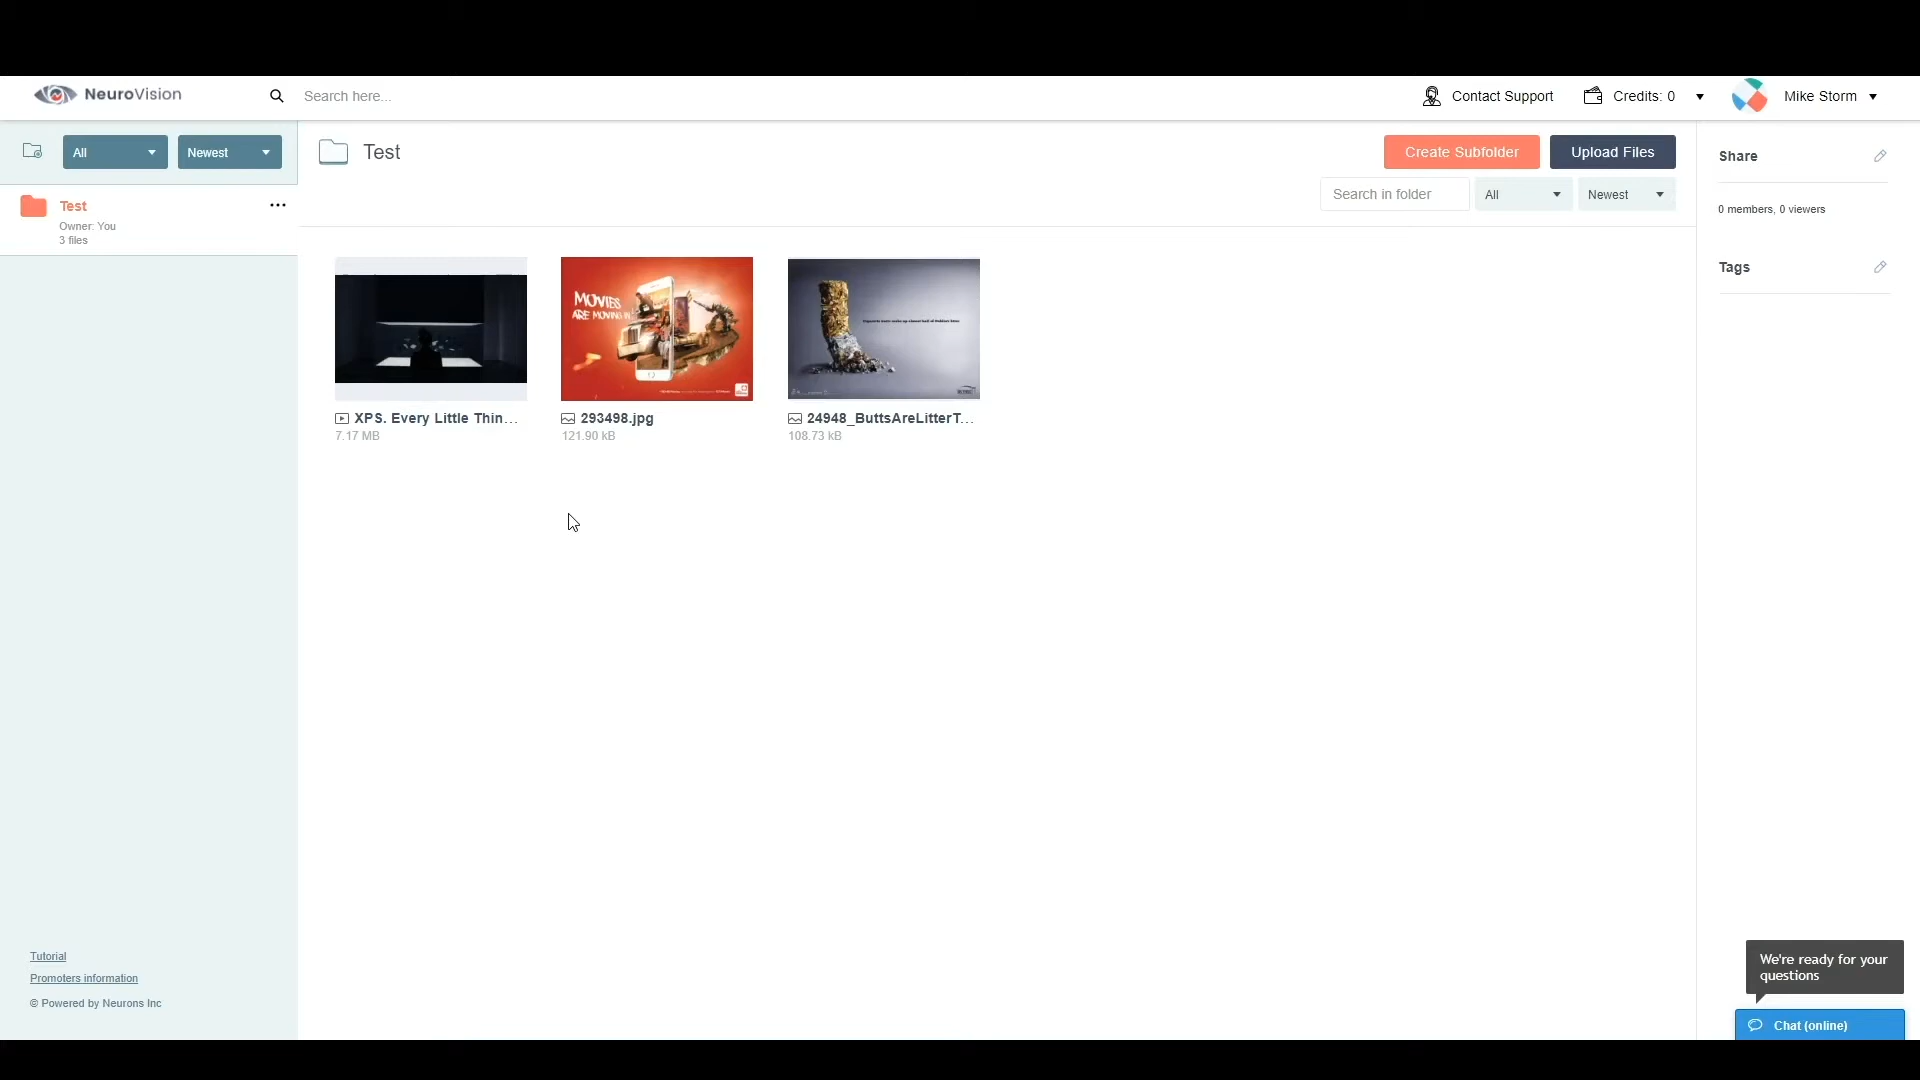 NeuroVision
Search here...
Contact Support
Credits: 0
Mike Storm
All
Newest
Test
Owner: You
3 files
Test
Create Subfolder
Upload Files
Search in folder
All
Newest
MOVIES
ARE MOVING IN
XPS. Every Little Thin...
7.17 MB
293498.jpg
121.90 kB
24948_ButtsAreLitterT...
108.73 kB
Share
0 members, 0 viewers
Tags
Tutorial
Promoters information
© Powered by Neurons Inc
We're ready for your
questions
Chat (online)